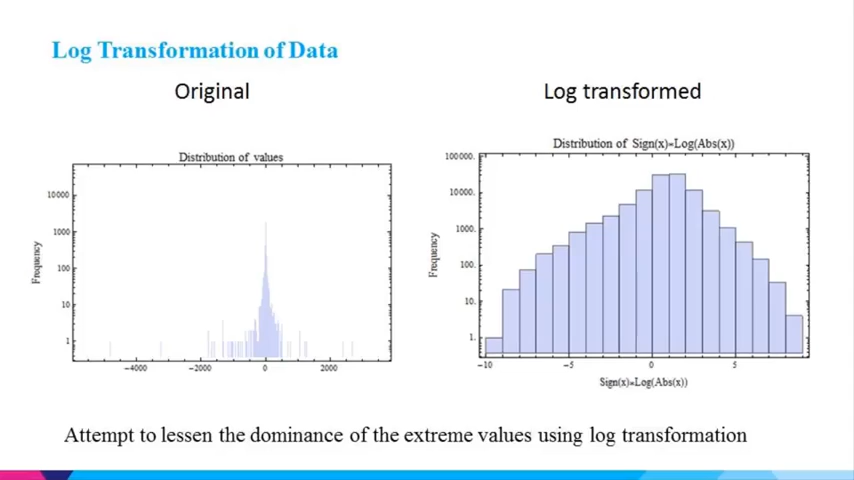 Log Transformation of Data
Original
Log transformed
Distribution of values
10000
1000
100
10
1
Frequency
−4000
−2000
0
2000
Distribution of Sign(x)*Log(Abs(x))
100000.
10000.
1000.
100.
10.
1.
Frequency
−10
−5
0
5
Sign(x)*Log(Abs(x))
Attempt to lessen the dominance of the extreme values using log transformation